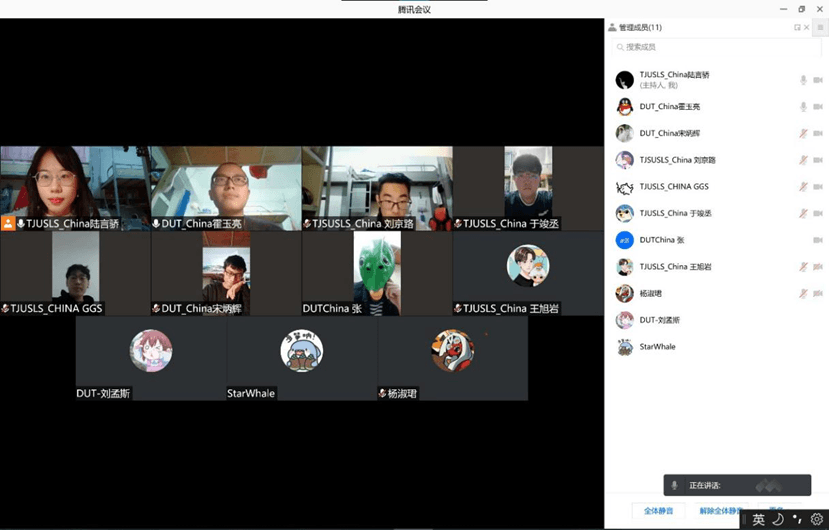 腾讯会议
管理成员(11)
搜索成员
TJUSLS_China陆言骄
(主持人, 我)
DUT_China霍玉亮
DUT_China宋炳辉
TJSUSLS_China 刘京路
TJUSLS_CHINA GGS
TJUSLS_China 于竣丞
DUTChina 张
TJUSLS_China 王旭岩
杨淑珺
DUT-刘孟斯
StarWhale
TJUSLS_China陆言骄
DUT_China霍玉亮
TJSUSLS_China 刘京路
TJUSLS_China 于竣丞
TJUSLS_CHINA GGS
DUT_China宋炳辉
DUTChina 张
TJUSLS_China 王旭岩
DUT-刘孟斯
StarWhale
杨淑珺
正在讲话:
全体静音
解除全体静音
英